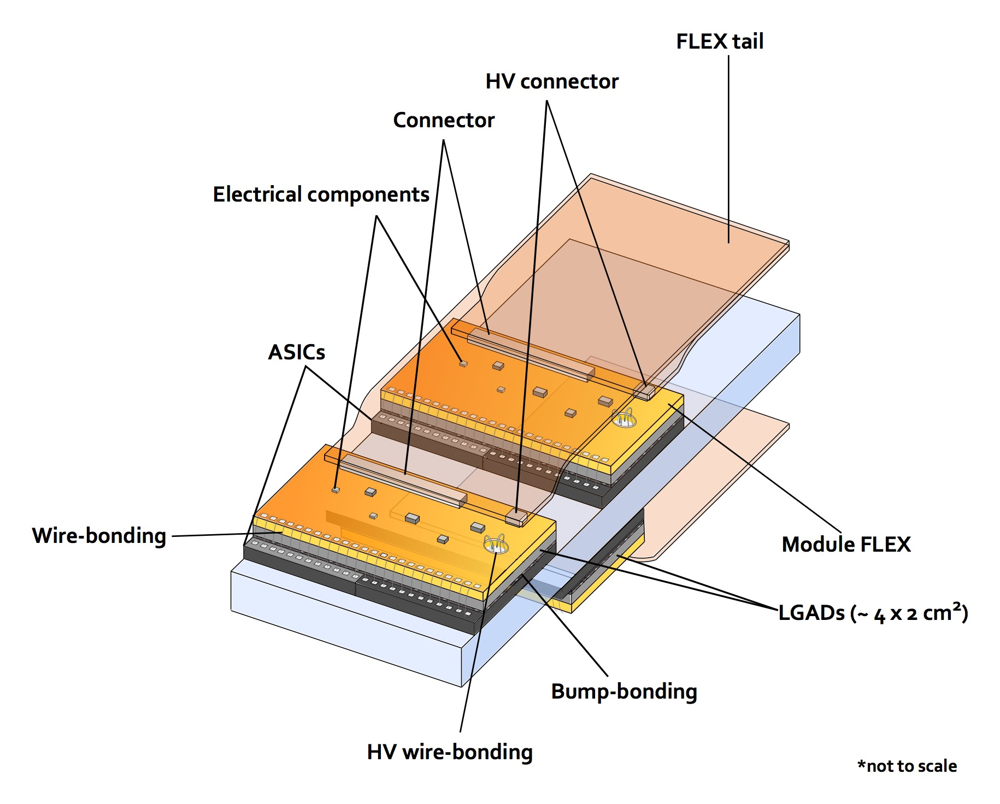 FLEX tail
HV connector
Connector
Electrical components
ASICs
Wire-bonding
Module FLEX
LGADs (~ 4 x 2 cm²)
Bump-bonding
HV wire-bonding
*not to scale